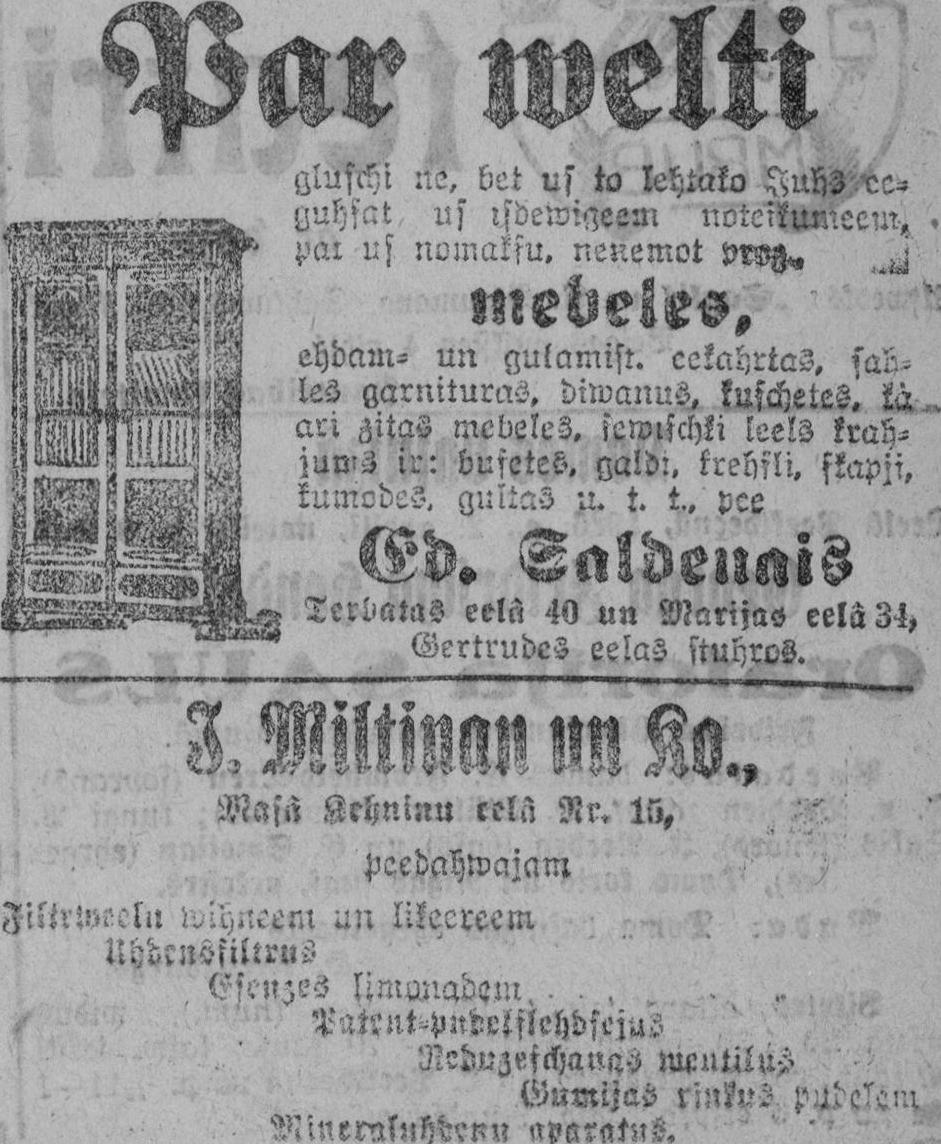 Par welti
gluſchi ne, bet uſ to lehtako Juhs ee-
guhſat uſ iſdewigeem noteikumeem,
pat uſ nomakſu, nenemot proz.
mebeles,
ehdam- un guļamiſt. eekahrtas, ſah-
les garnituras, diwanus, kuſchetes, kà
ari zitas mebeles, ſewiſchki leels krah-
jums ir: bufetes, galdi, krehſli, ſkapji,
kumodes, gultas u. t. t., pee
Ed. Saldenais
Terbatas eelâ 40 un Marijas eelâ 34,
Gertrudes eelas ſtuhros.
J. Miltinan un Ko.,
Maſâ Kehninu eelâ Nr. 15,
peedahwajam
Filtrweelu wihneem un likeereem
Uhdensfiltrus
Eſenzes limonadem
Patent-pudelſlehdſejus
Reduzeſchanas wentilus
Gumijas rinkus pudelem
Mineraluhdenu aparatus.